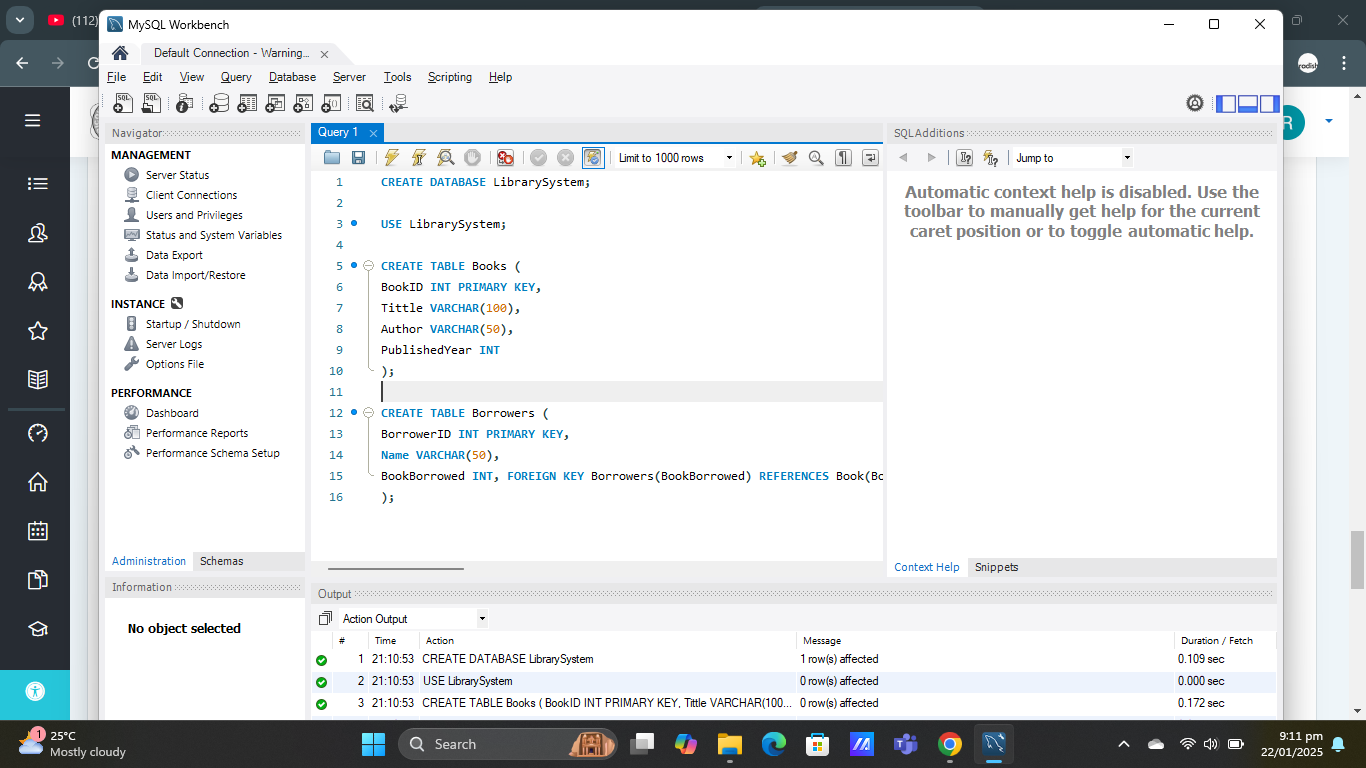 (112)
MySQL Workbench
Default Connection - Warning...
File Edit View Query Database Server Tools Scripting Help
Navigator
MANAGEMENT
Server Status
Client Connections
Users and Privileges
Status and System Variables
Data Export
Data Import/Restore
INSTANCE
Startup / Shutdown
Server Logs
Options File
PERFORMANCE
Dashboard
Performance Reports
Performance Schema Setup
Administration Schemas
Information
No object selected
Query 1
Limit to 1000 rows
1 CREATE DATABASE LibrarySystem;
2
3 USE LibrarySystem;
4
5 CREATE TABLE Books (
6 BookID INT PRIMARY KEY,
7 Tittle VARCHAR(100),
8 Author VARCHAR(50),
9 PublishedYear INT
10 );
11
12 CREATE TABLE Borrowers (
13 BorrowerID INT PRIMARY KEY,
14 Name VARCHAR(50),
15 BookBorrowed INT, FOREIGN KEY Borrowers(BookBorrowed) REFERENCES Book(Bo
16 );
SQLAdditions
Jump to
Automatic context help is disabled. Use the
toolbar to manually get help for the current
caret position or to toggle automatic help.
Context Help Snippets
Output
Action Output
# Time Action Message Duration / Fetch
1 21:10:53 CREATE DATABASE LibrarySystem 1 row(s) affected 0.109 sec
2 21:10:53 USE LibrarySystem 0 row(s) affected 0.000 sec
3 21:10:53 CREATE TABLE Books ( BookID INT PRIMARY KEY, Tittle VARCHAR(100... 0 row(s) affected 0.172 sec
radish
R
1
25°C
Mostly cloudy
Search
9:11 pm
22/01/2025